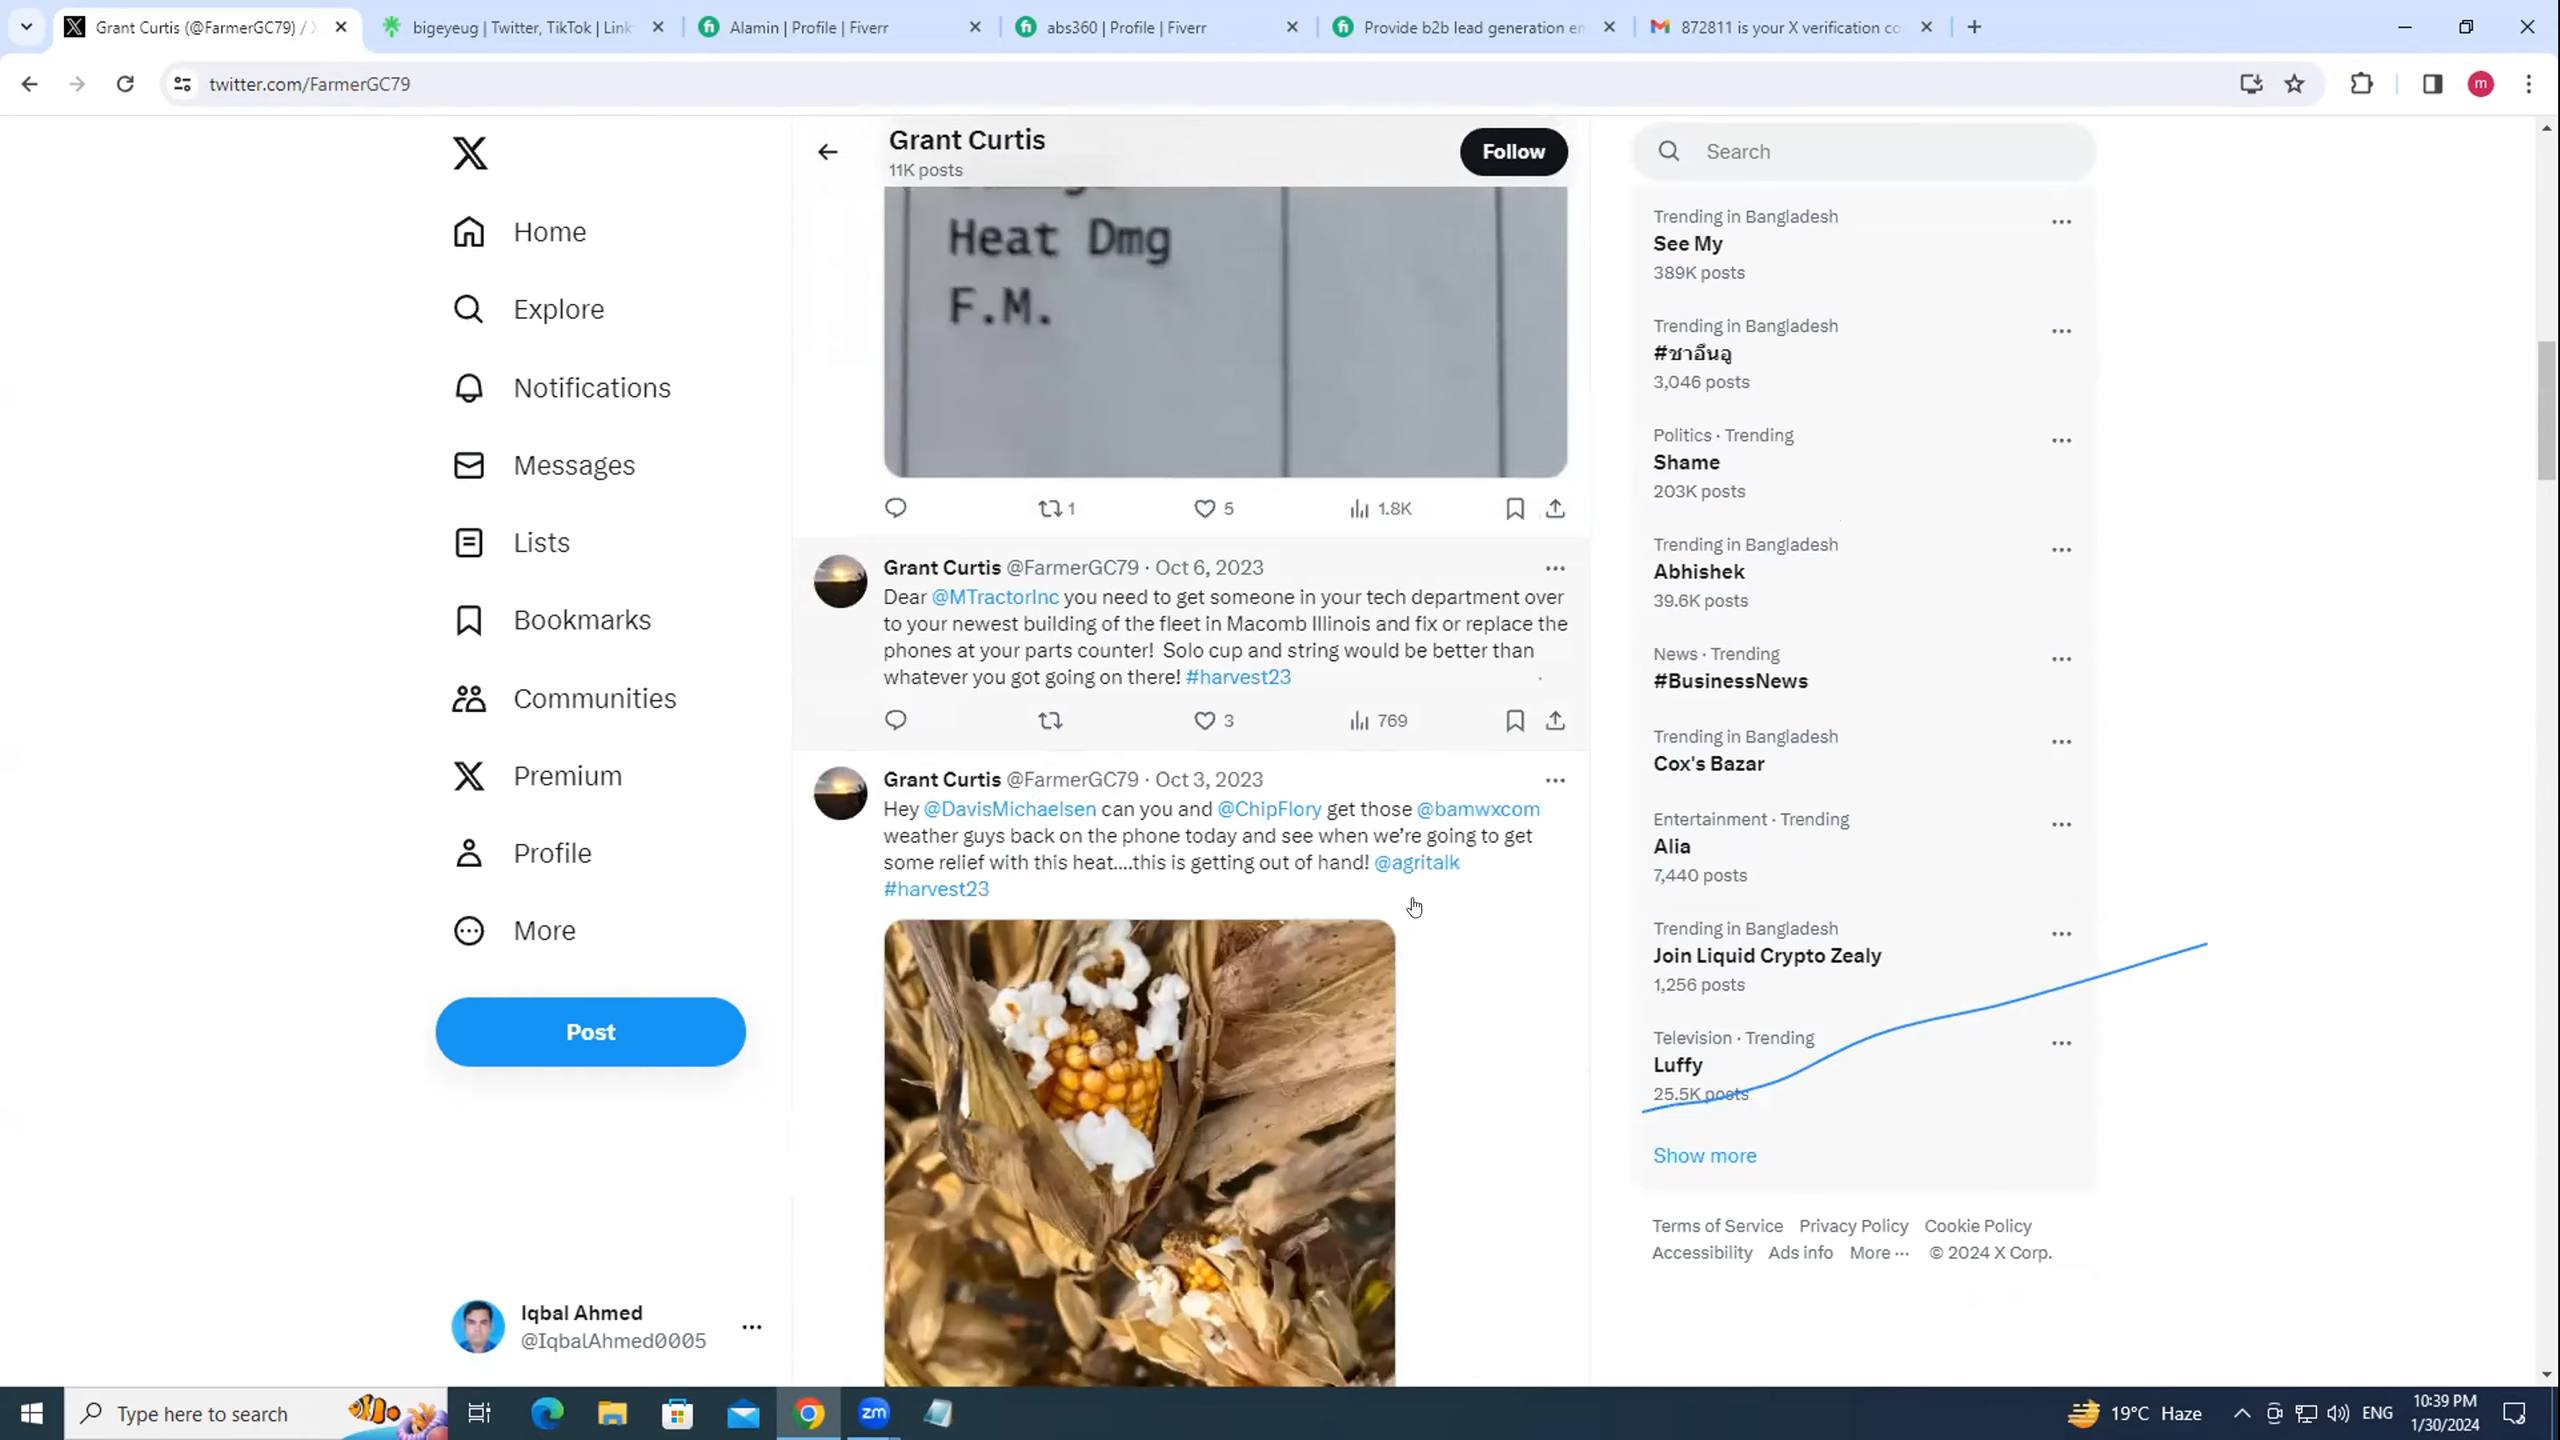 Grant Curtis (@FarmerGC79) / X
bigeyeug | Twitter, TikTok | Link
Alamin | Profile | Fiverr
abs360 | Profile | Fiverr
Provide b2b lead generation em
872811 is your X verification co
twitter.com/FarmerGC79
m
Home
Explore
Notifications
Messages
Lists
Bookmarks
Communities
Premium
Profile
More
Post
Iqbal Ahmed
@IqbalAhmed0005
Grant Curtis
11K posts
Follow
Heat Dmg
F.M.
1
5
1.8K
Grant Curtis @FarmerGC79 · Oct 6, 2023
Dear @MTractorInc you need to get someone in your tech department over
to your newest building of the fleet in Macomb Illinois and fix or replace the
phones at your parts counter! Solo cup and string would be better than
whatever you got going on there! #harvest23
3
769
Grant Curtis @FarmerGC79 · Oct 3, 2023
Hey @DavisMichaelsen can you and @ChipFlory get those @bamwxcom
weather guys back on the phone today and see when we’re going to get
some relief with this heat....this is getting out of hand! @agritalk
#harvest23
Search
Trending in Bangladesh
See My
389K posts
Trending in Bangladesh
#ชาอึนอู
3,046 posts
Politics · Trending
Shame
203K posts
Trending in Bangladesh
Abhishek
39.6K posts
News · Trending
#BusinessNews
Trending in Bangladesh
Cox's Bazar
Entertainment · Trending
Alia
7,440 posts
Trending in Bangladesh
Join Liquid Crypto Zealy
1,256 posts
Television · Trending
Luffy
25.5K posts
Show more
Terms of Service Privacy Policy Cookie Policy
Accessibility Ads info More ··· © 2024 X Corp.
Type here to search
zm
19°C Haze
ENG
10:39 PM
1/30/2024